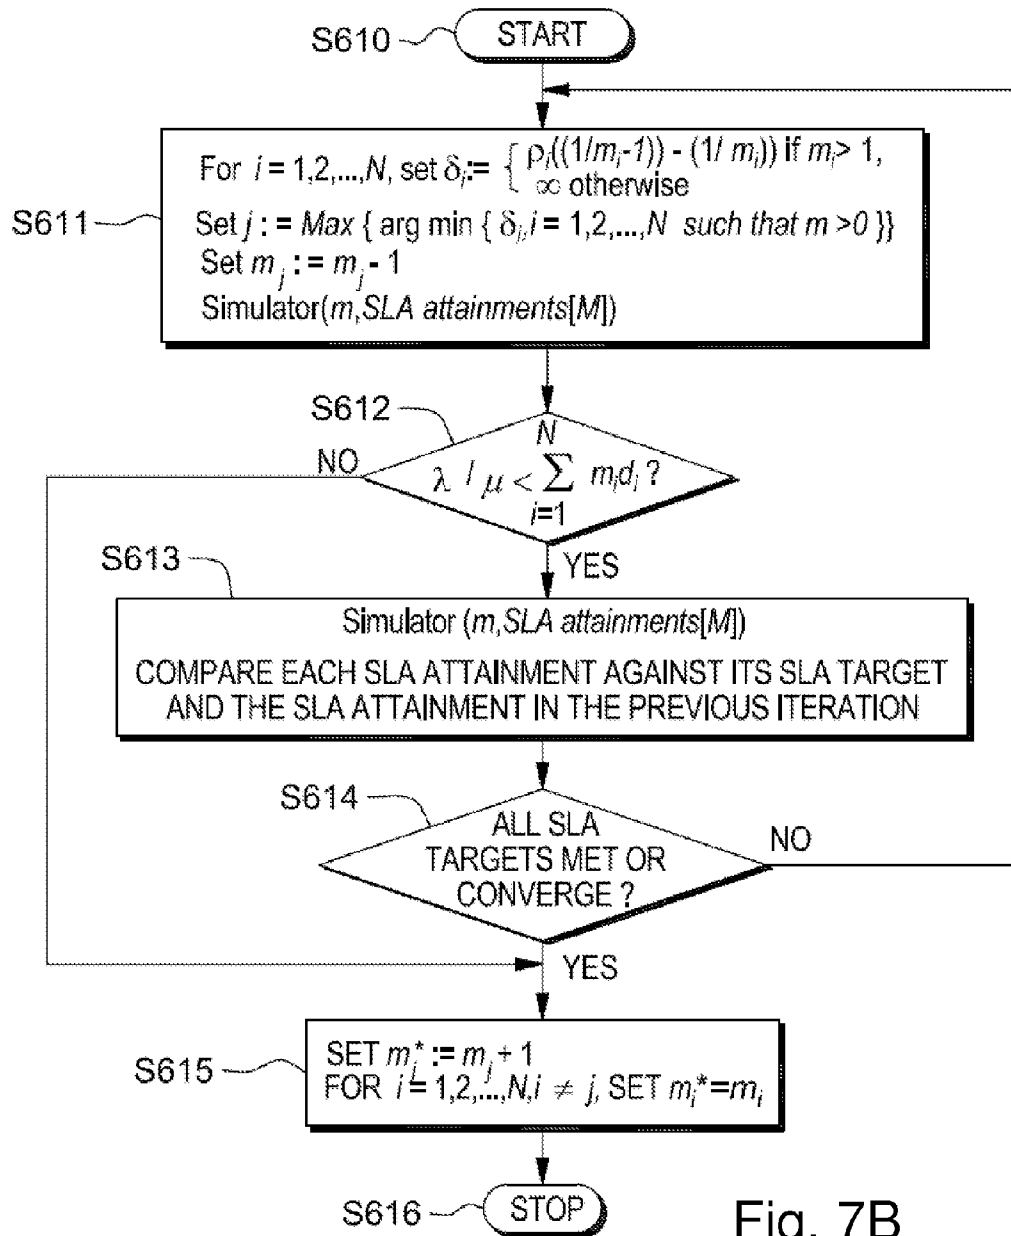 S610
START
For i = 1,2,...,N, set δi:= { ρi((1/mi-1)) - (1/ mi)) if mi> 1,
∞ otherwise
S611
Set j : = Max { arg min { δi,i = 1,2,...,N such that m >0 }}
Set mj : = mj - 1
Simulator(m,SLA attainments[M])
S612
NO
λ / μ < N∑i=1 midi ?
YES
S613
Simulator (m,SLA attainments[M])
COMPARE EACH SLA ATTAINMENT AGAINST ITS SLA TARGET
AND THE SLA ATTAINMENT IN THE PREVIOUS ITERATION
S614
ALL SLA
TARGETS MET OR
CONVERGE ?
NO
YES
S615
SET mj* := mj + 1
FOR i = 1,2,...,N,i ≠ j, SET mi*=mi
S616
STOP
Fig. 7B